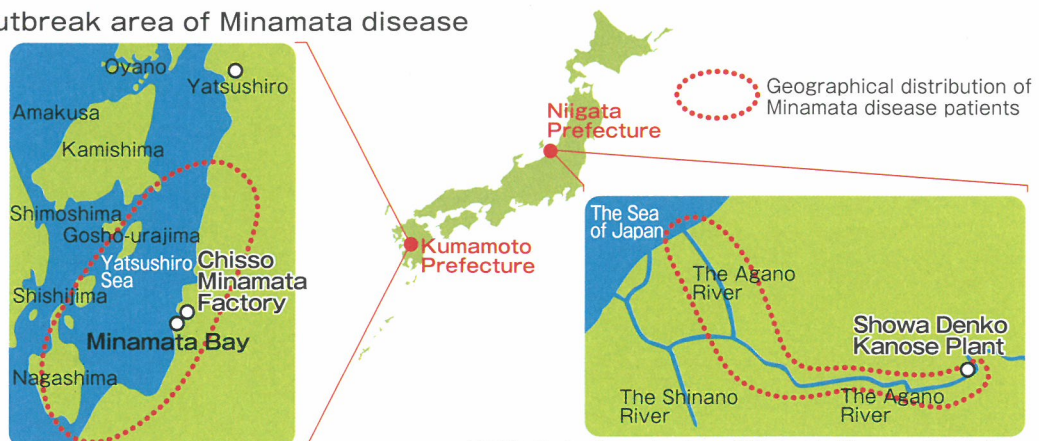 utbreak area of Minamata disease
Oyano
Yatsushiro
Amakusa
Kamishima
Shimoshima
Gosho-urajima
Yatsushiro
Sea
Chisso
Minamata
Factory
Shishijima
Minamata Bay
Nagashima
Niigata
Prefecture
Kumamoto
Prefecture
Geographical distribution of
Minamata disease patients
The Sea
of Japan
The Agano
River
Showa Denko
Kanose Plant
The Shinano
River
The Agano
River